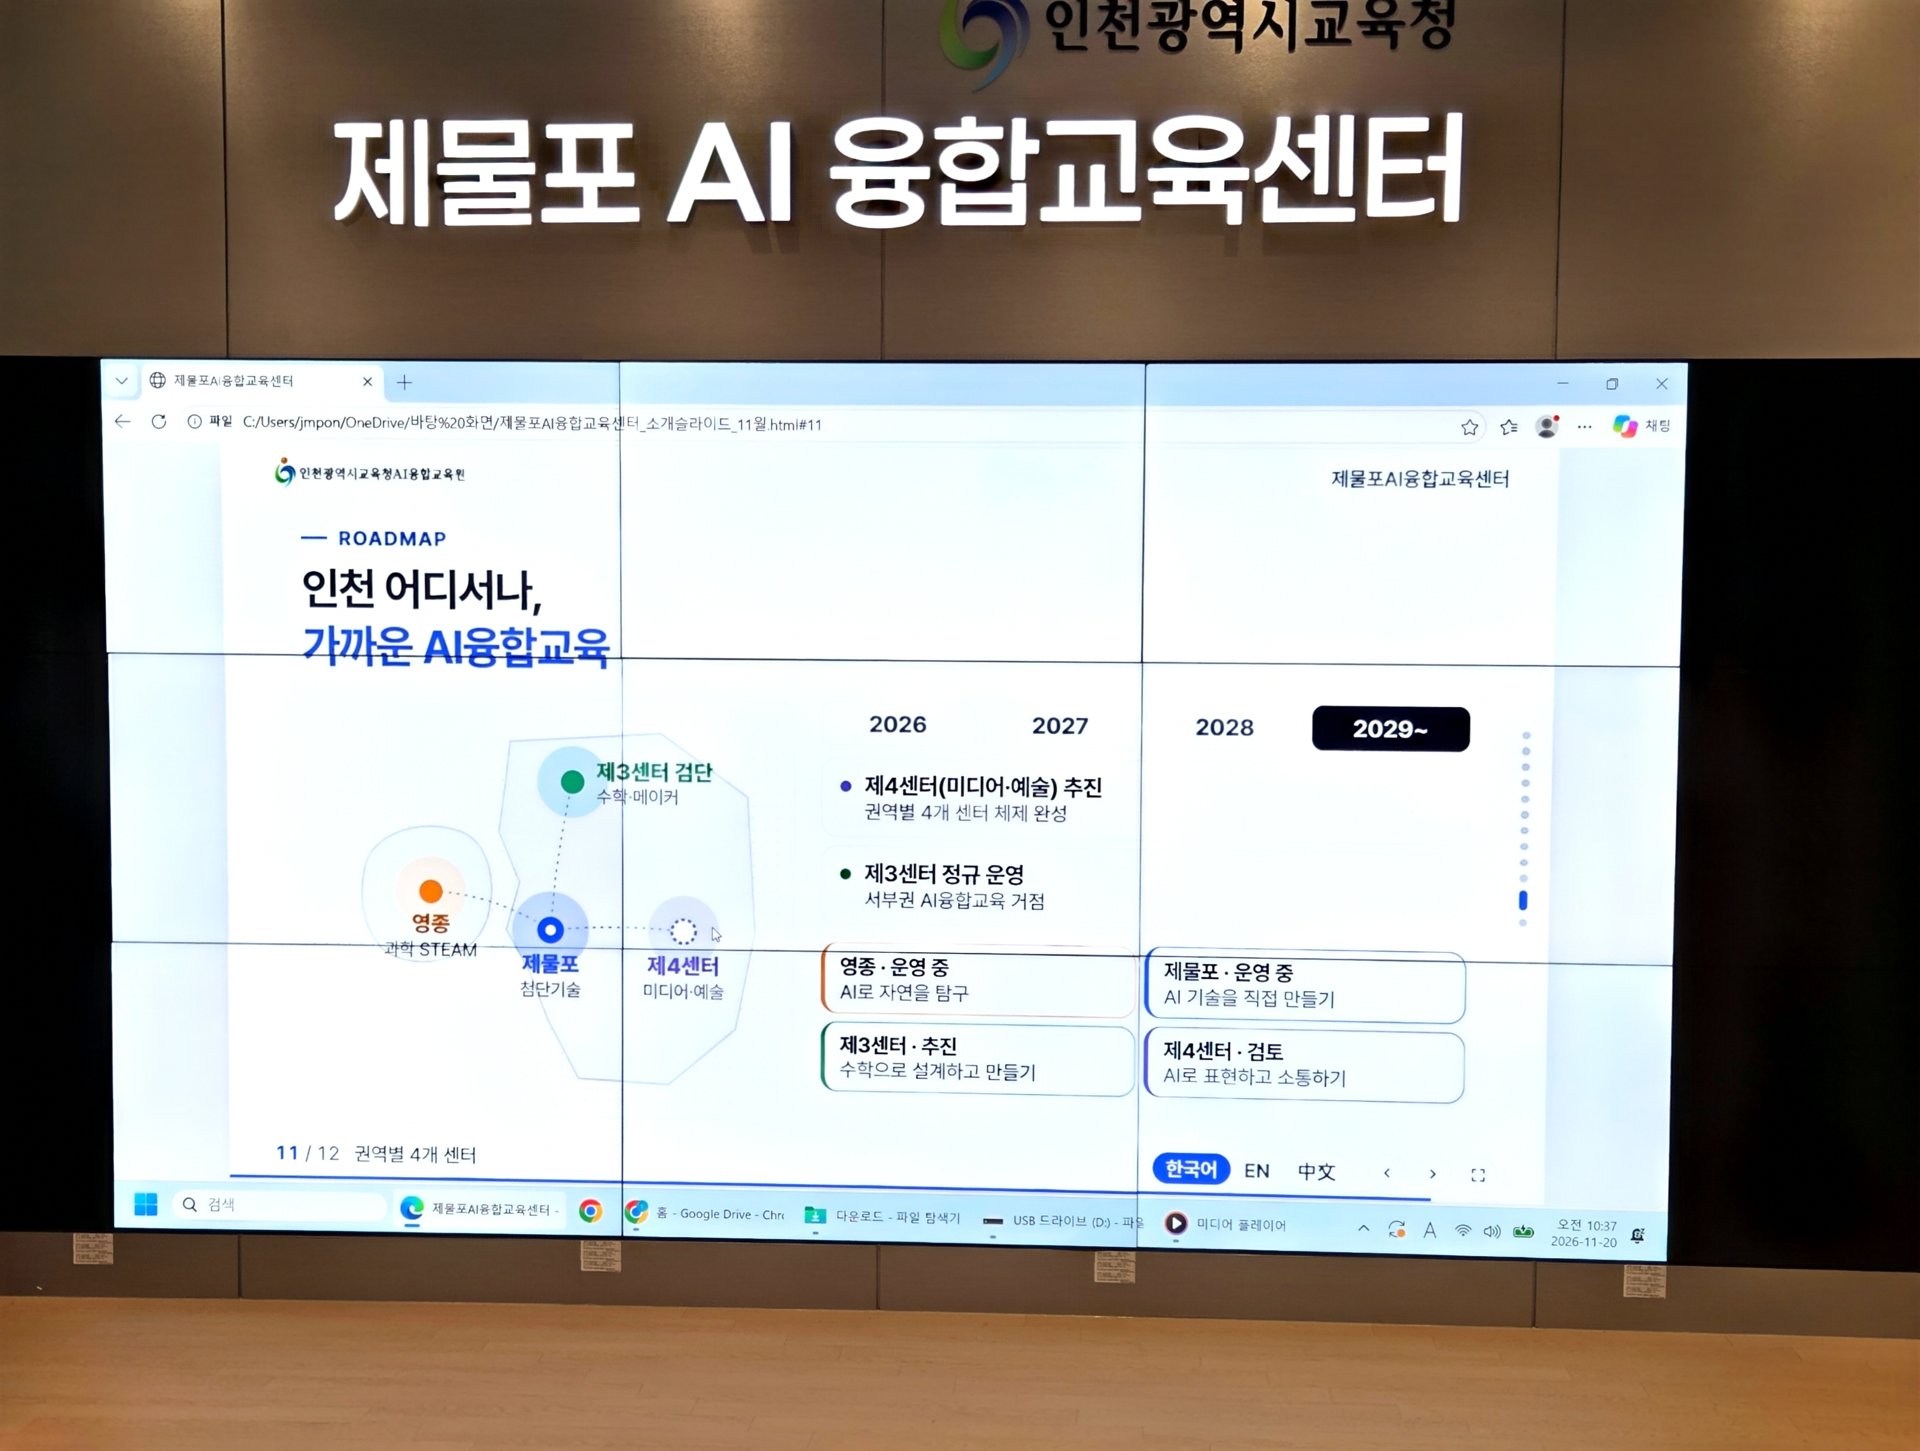 인천광역시교육청
제물포 AI 융합교육센터
제물포AI융합교육센터
파일 C:/Users/jmpon/OneDrive/바탕%20화면/제물포AI융합교육센터_소개슬라이드_11월.html#11
채팅
인천광역시교육청AI융합교육원
제물포AI융합교육센터
ROADMAP
인천 어디서나,
가까운 AI융합교육
2026 2027 2028 2029~
제3센터 검단
수학·메이커
영종
과학 STEAM
제물포
첨단기술
제4센터
미디어·예술
제4센터(미디어·예술) 추진
권역별 4개 센터 체제 완성
제3센터 정규 운영
서부권 AI융합교육 거점
영종 · 운영 중
AI로 자연을 탐구
제물포 · 운영 중
AI 기술을 직접 만들기
제3센터 · 추진
수학으로 설계하고 만들기
제4센터 · 검토
AI로 표현하고 소통하기
11 / 12 권역별 4개 센터
한국어 EN 中文
검색
제물포AI융합교육센터 -
홈 - Google Drive - Chr
다운로드 - 파일 탐색기
USB 드라이브 (D:) - 파일
미디어 플레이어
A
오전 10:37
2026-11-20